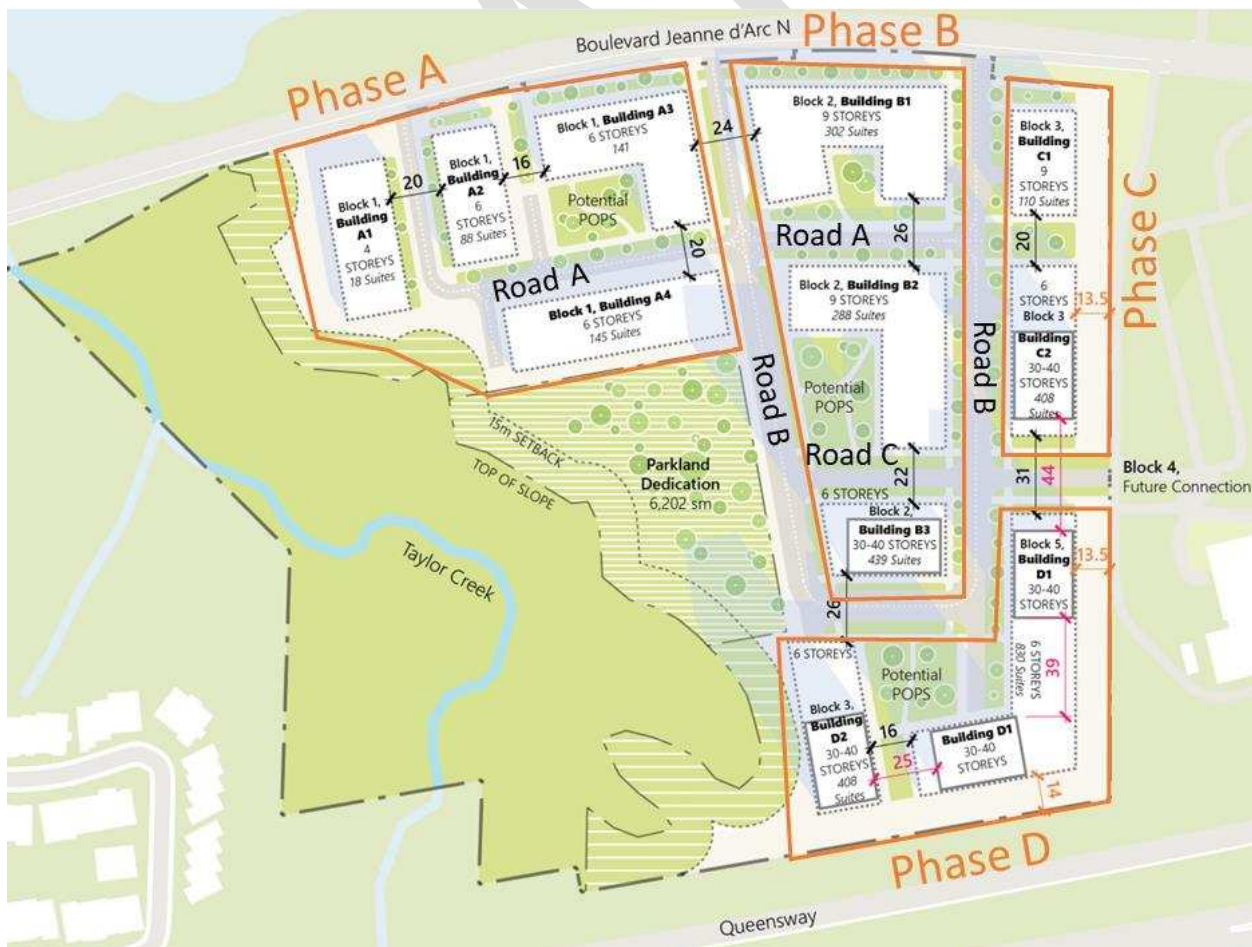 Boulevard Jeanne d'Arc N
Phase A
Phase B
Phase C
Phase D
Block 1,
Building
A1
4
STOREYS
18 Suites
20
Block 1,
Building
A2
6
STOREYS
88 Suites
16
Block 1, Building A3
6 STOREYS
141
Potential
POPS
20
Road A
Block 1, Building A4
6 STOREYS
145 Suites
24
Block 2, Building B1
9 STOREYS
302 Suites
Road A
26
Block 2, Building B2
9 STOREYS
288 Suites
Potential
POPS
Road B
Road B
Road C
22
6 STOREYS
Block 2,
Building B3
30-40 STOREYS
439 Suites
26
Block 3,
Building
C1
9
STOREYS
110 Suites
20
6
STOREYS
Block 3
13.5
Building
C2
30-40
STOREYS
408
Suites
31
44
Block 4,
Future Connection
Block 5,
Building
D1
30-40
STOREYS
13.5
6 STOREYS
830 Suites
39
15m SETBACK
TOP OF SLOPE
Parkland
Dedication
6,202 sm
Taylor Creek
6 STOREYS
Block 3,
Building
D2
30-40
STOREYS
408
Suites
Potential
POPS
16
25
Building D1
30-40
STOREYS
14
Queensway